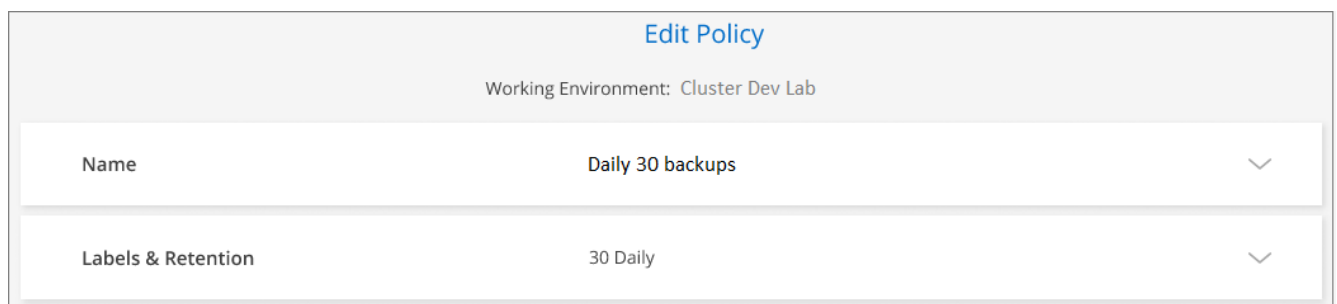 Edit Policy
Working Environment: Cluster Dev Lab
Name Daily 30 backups
Labels & Retention 30 Daily